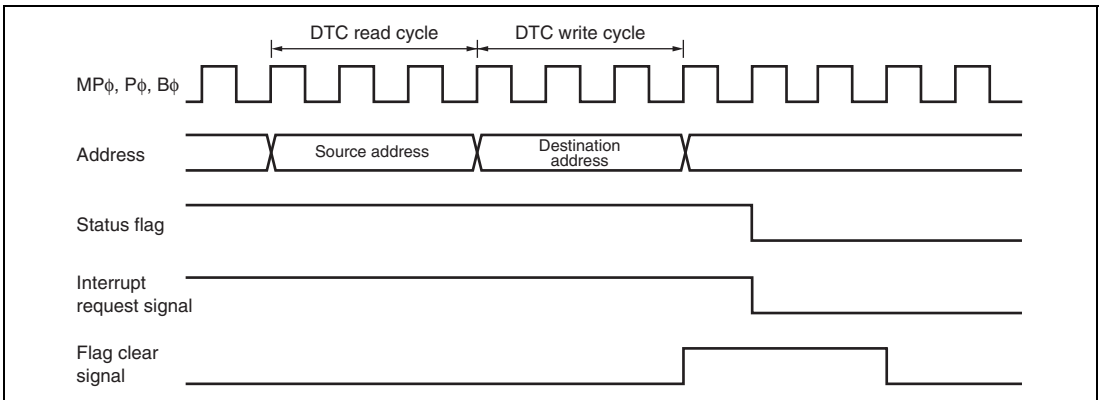 DTC read cycle DTC write cycle
MPϕ, Pϕ, Bϕ
Address Source address Destination
address
Status flag
Interrupt
request signal
Flag clear
signal